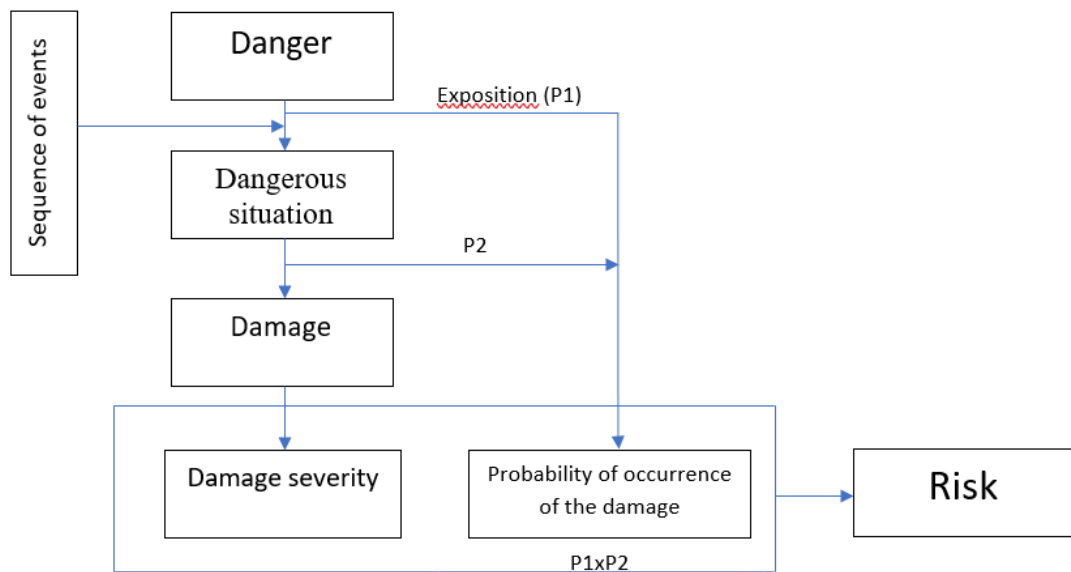 Sequence of events
Danger
Exposition (P1)
Dangerous
situation
P2
Damage
Damage severity
Probability of occurrence
of the damage
Risk
P1xP2